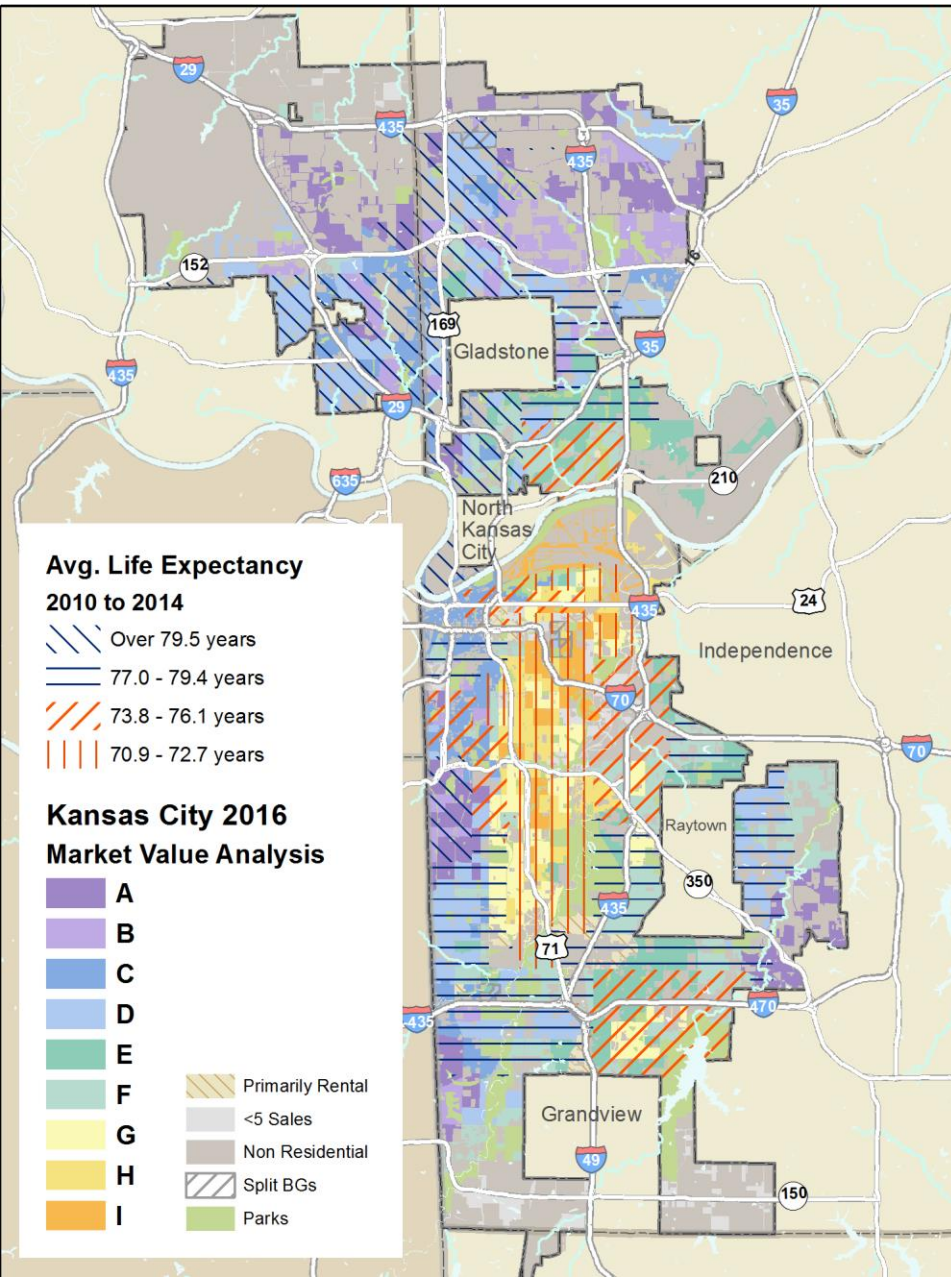 29
35
435
435
152
16
169
Gladstone
35
435
29
635
210
North
Kansas
City
24
435
Independence
70
70
Raytown
350
435
71
435
470
Grandview
49
150
Avg. Life Expectancy
2010 to 2014
Over 79.5 years
77.0 - 79.4 years
73.8 - 76.1 years
70.9 - 72.7 years
Kansas City 2016
Market Value Analysis
A
B
C
D
E
F
G
H
I
Primarily Rental
<5 Sales
Non Residential
Split BGs
Parks